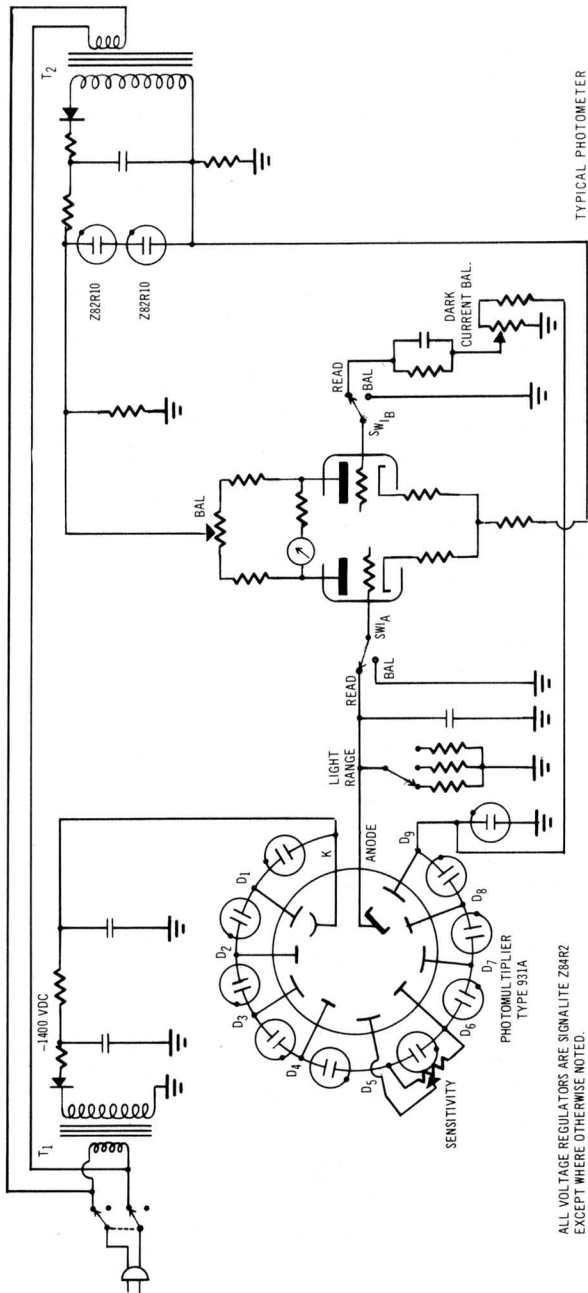 T1
-1400 VDC
T2
Z82R10
Z82R10
BAL
K
D1
D2
D3
D4
D5
D6
D7
D8
D9
ANODE
LIGHT
RANGE
READ
BAL
SW1A
SW1B
READ
BAL
DARK
CURRENT BAL.
SENSITIVITY
PHOTOMULTIPLIER
TYPE 931A
ALL VOLTAGE REGULATORS ARE SIGNALITE Z84R2
EXCEPT WHERE OTHERWISE NOTED.
TYPICAL PHOTOMETER